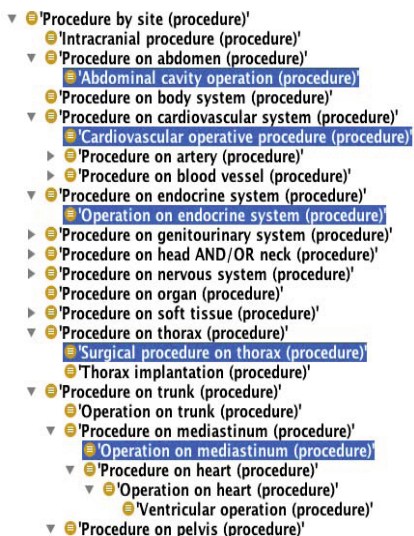 'Procedure by site (procedure)'
'Intracranial procedure (procedure)'
'Procedure on abdomen (procedure)'
'Abdominal cavity operation (procedure)'
'Procedure on body system (procedure)'
'Procedure on cardiovascular system (procedure)'
'Cardiovascular operative procedure (procedure)'
'Procedure on artery (procedure)'
'Procedure on blood vessel (procedure)'
'Procedure on endocrine system (procedure)'
'Operation on endocrine system (procedure)'
'Procedure on genitourinary system (procedure)'
'Procedure on head AND/OR neck (procedure)'
'Procedure on nervous system (procedure)'
'Procedure on organ (procedure)'
'Procedure on soft tissue (procedure)'
'Procedure on thorax (procedure)'
'Surgical procedure on thorax (procedure)'
'Thorax implantation (procedure)'
'Procedure on trunk (procedure)'
'Operation on trunk (procedure)'
'Procedure on mediastinum (procedure)'
'Operation on mediastinum (procedure)'
'Procedure on heart (procedure)'
'Operation on heart (procedure)'
'Ventricular operation (procedure)'
'Procedure on pelvis (procedure)'